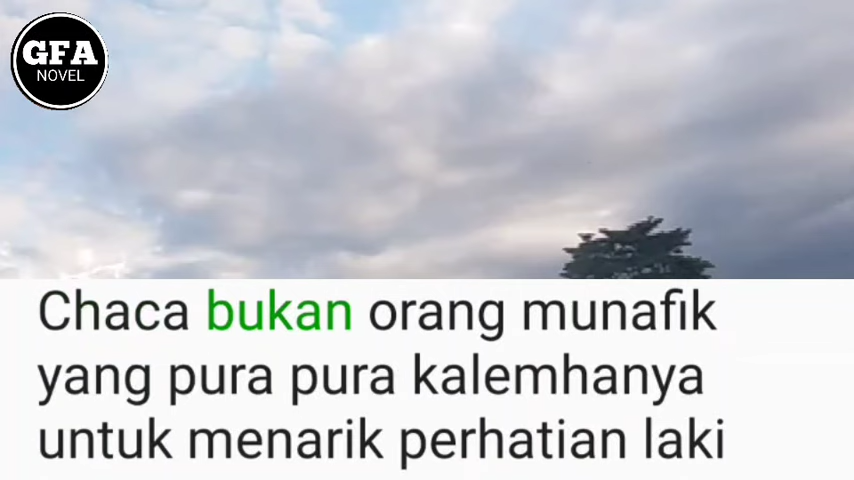 GFA
NOVEL
Chaca bukan orang munafik
yang pura pura kalemhanya
untuk menarik perhatian laki